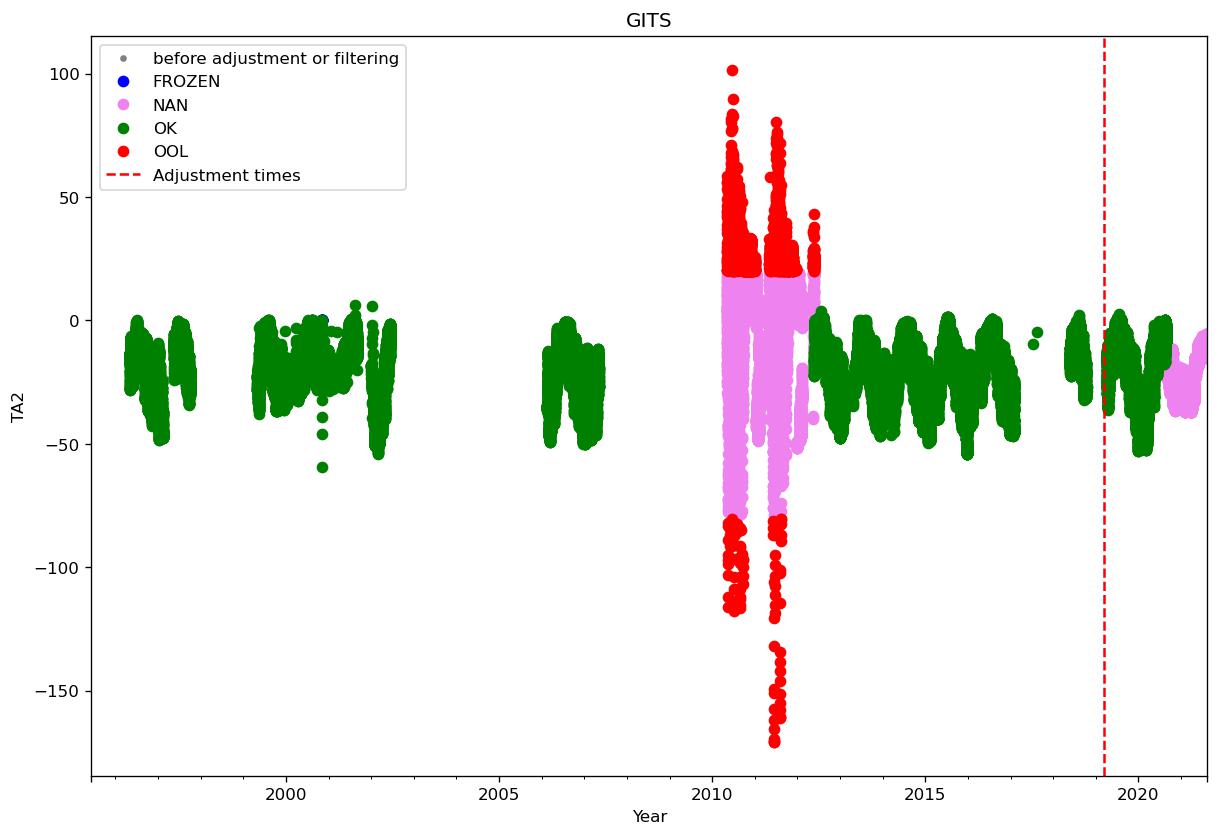 GITS
before adjustment or filtering
FROZEN
NAN
OK
OOL
Adjustment times
100
50
0
−50
−100
−150
TA2
2000 2005 2010 2015 2020
Year